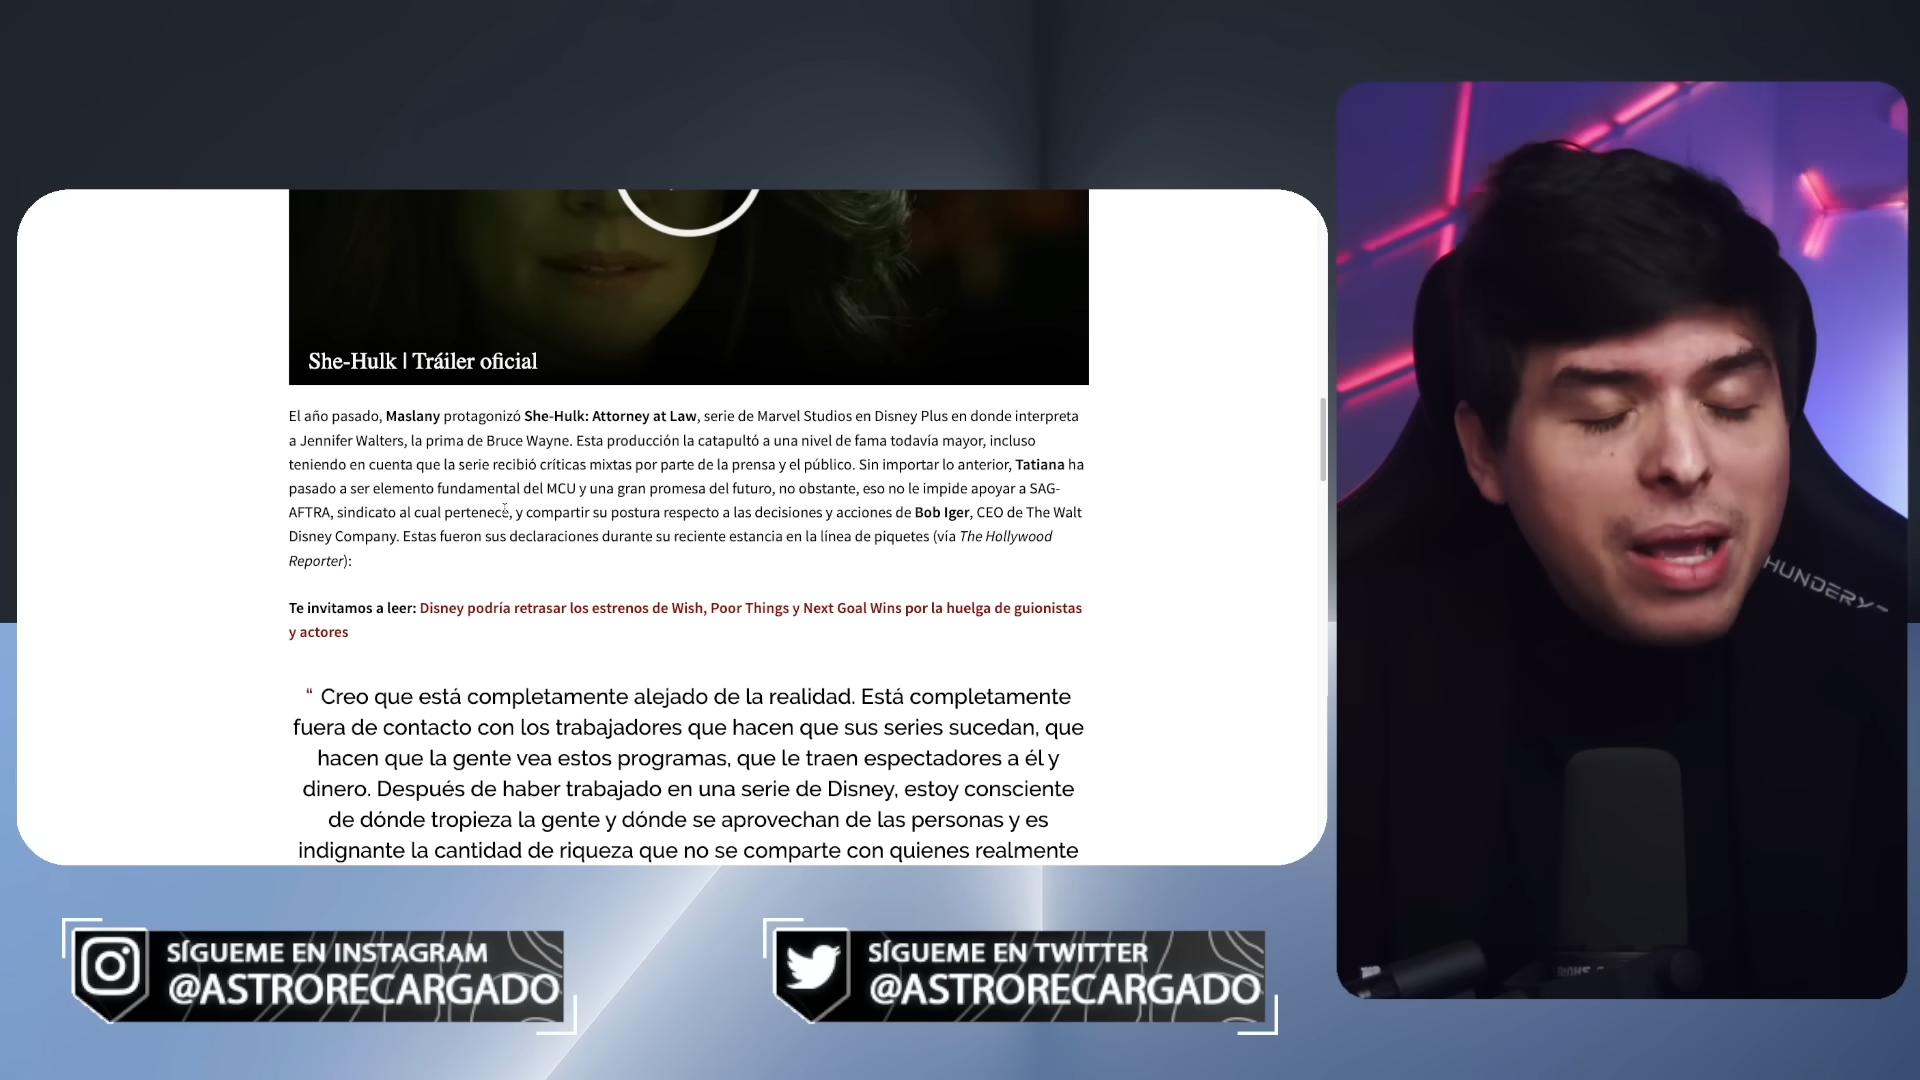 She-Hulk | Tráiler oficial
El año pasado, Maslany protagonizó She-Hulk: Attorney at Law, serie de Marvel Studios en Disney Plus en donde interpreta
a Jennifer Walters, la prima de Bruce Wayne. Esta producción la catapultó a una nivel de fama todavía mayor, incluso
teniendo en cuenta que la serie recibió críticas mixtas por parte de la prensa y el público. Sin importar lo anterior, Tatiana ha
pasado a ser elemento fundamental del MCU y una gran promesa del futuro, no obstante, eso no le impide apoyar a SAG-
AFTRA, sindicato al cual pertenece, y compartir su postura respecto a las decisiones y acciones de Bob Iger, CEO de The Walt
Disney Company. Estas fueron sus declaraciones durante su reciente estancia en la línea de piquetes (vía The Hollywood
Reporter):
Te invitamos a leer: Disney podría retrasar los estrenos de Wish, Poor Things y Next Goal Wins por la huelga de guionistas
y actores
“ Creo que está completamente alejado de la realidad. Está completamente
fuera de contacto con los trabajadores que hacen que sus series sucedan, que
hacen que la gente vea estos programas, que le traen espectadores a él y
dinero. Después de haber trabajado en una serie de Disney, estoy consciente
de dónde tropieza la gente y dónde se aprovechan de las personas y es
indignante la cantidad de riqueza que no se comparte con quienes realmente
HUNDER
SÍGUEME EN INSTAGRAM
@ASTRORECARGADO
SÍGUEME EN TWITTER
@ASTRORECARGADO